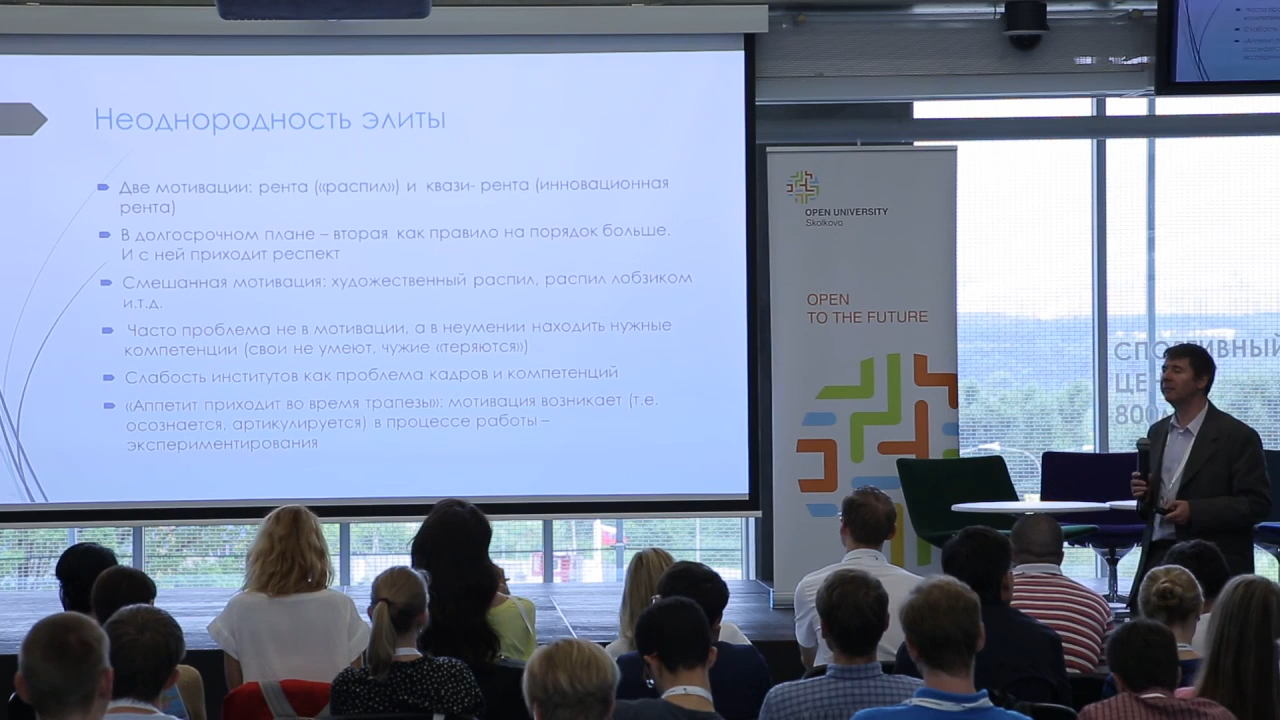 Неоднородность элиты
Две мотивации: рента («распил») и квази- рента (инновационная
рента)
В долгосрочном плане – вторая как правило на порядок больше.
И с ней приходит респект
Смешанная мотивация: художественный распил, распил лобзиком
и.т.д.
Часто проблема не в мотивации, а в неумении находить нужные
компетенции (свои не умеют, чужие «теряются»)
Слабость институтов как проблема кадров и компетенций
«Аппетит приходит во время трапезы»: мотивация возникает (т.е.
осознается, артикулируется) в процессе работы –
экспериментирования
OPEN UNIVERSITY
Skolkovo
OPEN
TO THE FUTURE
СПОРТИВНЫЙ
800